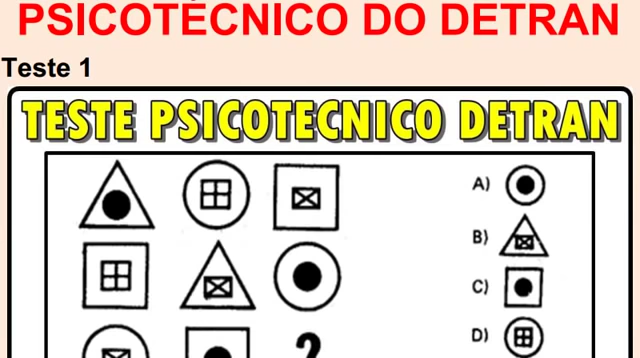 PSICOTÉCNICO DO DETRAN
Teste 1
TESTE PSICOTECNICO DETRAN
A)
B)
C)
D)
?